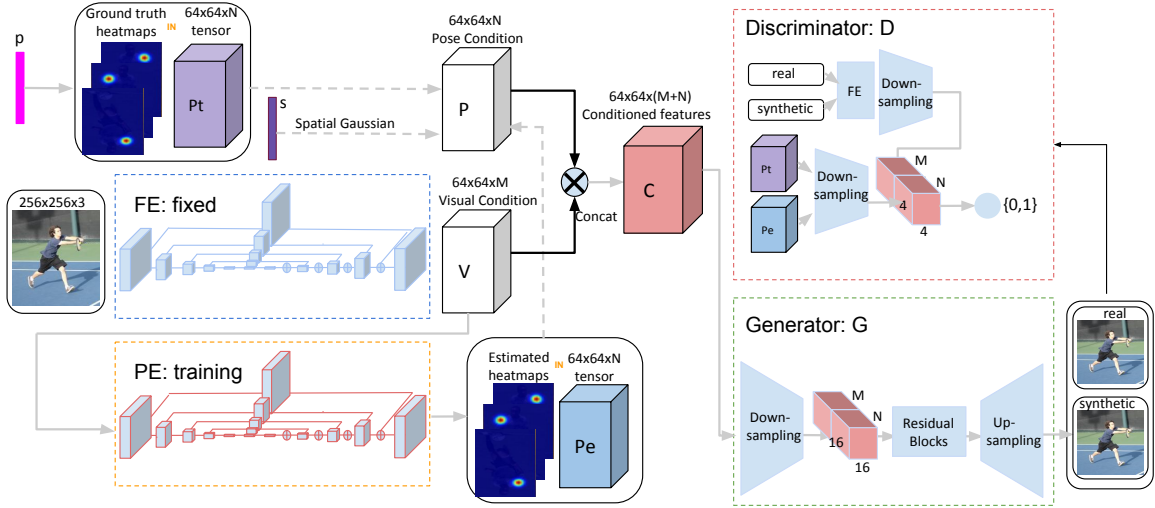 p
Ground truth
heatmaps
IN
64x64xN
tensor
Pt
S
Spatial Gaussian
64x64xN
Pose Condition
P
64x64x(M+N)
Conditioned features
C
Concat
256x256x3
FE: fixed
64x64xM
Visual Condition
V
PE: training
Estimated
heatmaps
IN
64x64xN
tensor
Pe
Discriminator: D
real
synthetic
FE
Down-
sampling
Pt
Pe
Down-
sampling
M
N
4
4
{0,1}
Generator: G
Down-
sampling
M
N
16
16
Residual
Blocks
Up-
sampling
real
synthetic